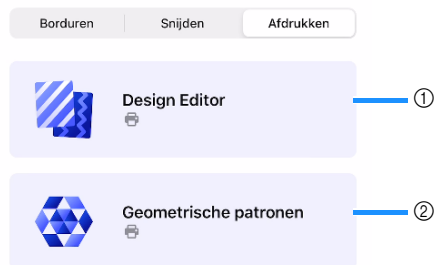 Borduren Snijden Afdrukken
Design Editor ①
Geometrische patronen ②